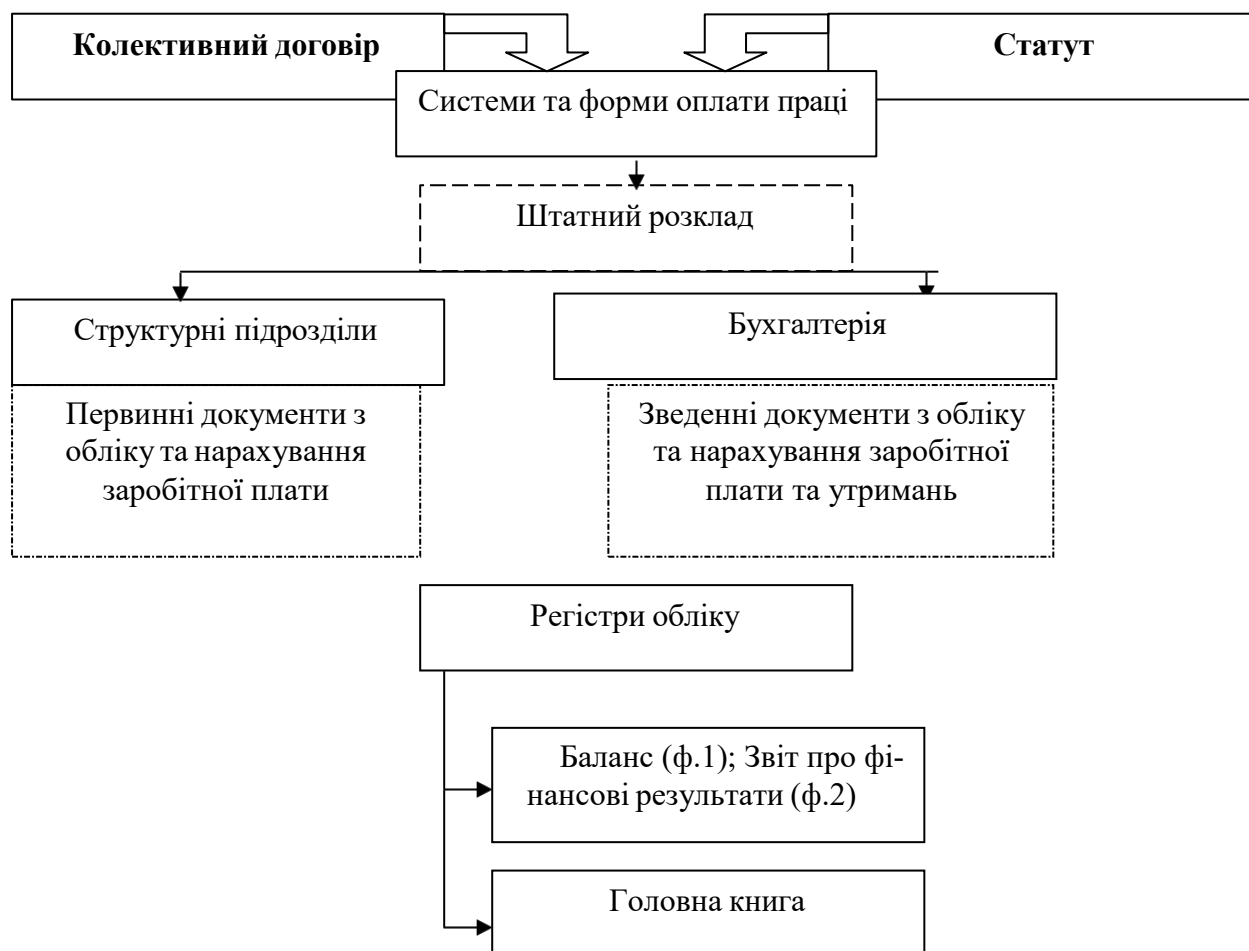 Колективний договір
Статут
Системи та форми оплати праці
Штатний розклад
Структурні підрозділи
Бухгалтерія
Первинні документи з
обліку та нарахування
заробітної плати
Зведенні документи з обліку
та нарахування заробітної
плати та утримань
Регістри обліку
Баланс (ф.1); Звіт про фі-
нансові результати (ф.2)
Головна книга